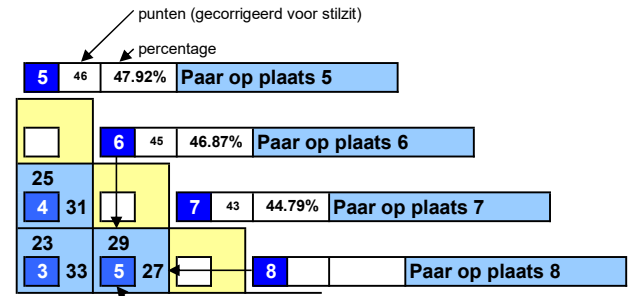 punten (gecorrigeerd voor stilzit)
percentage
5 46 47.92% Paar op plaats 5
6 45 46.87% Paar op plaats 6
25
4 31 7 43 44.79% Paar op plaats 7
23 29
3 33 5 27 8 Paar op plaats 8